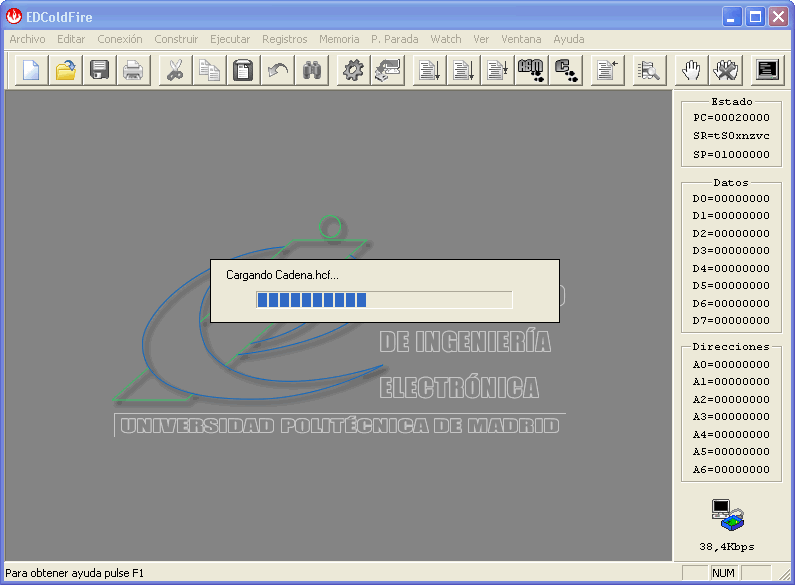 EDColdFire
Archivo Editar Conexión Construir Ejecutar Registros Memoria P. Parada Watch Ver Ventana Ayuda
ASM
C
Estado
PC=00020000
SR=tS0xnzvc
SP=01000000
Datos
D0=00000000
D1=00000000
D2=00000000
D3=00000000
D4=00000000
D5=00000000
D6=00000000
D7=00000000
Direcciones
A0=00000000
A1=00000000
A2=00000000
A3=00000000
A4=00000000
A5=00000000
A6=00000000
38,4Kbps
Cargando Cadena.hcf...
DE INGENIERÍA
ELECTRÓNICA
UNIVERSIDAD POLITÉCNICA DE MADRID
Para obtener ayuda pulse F1
NUM